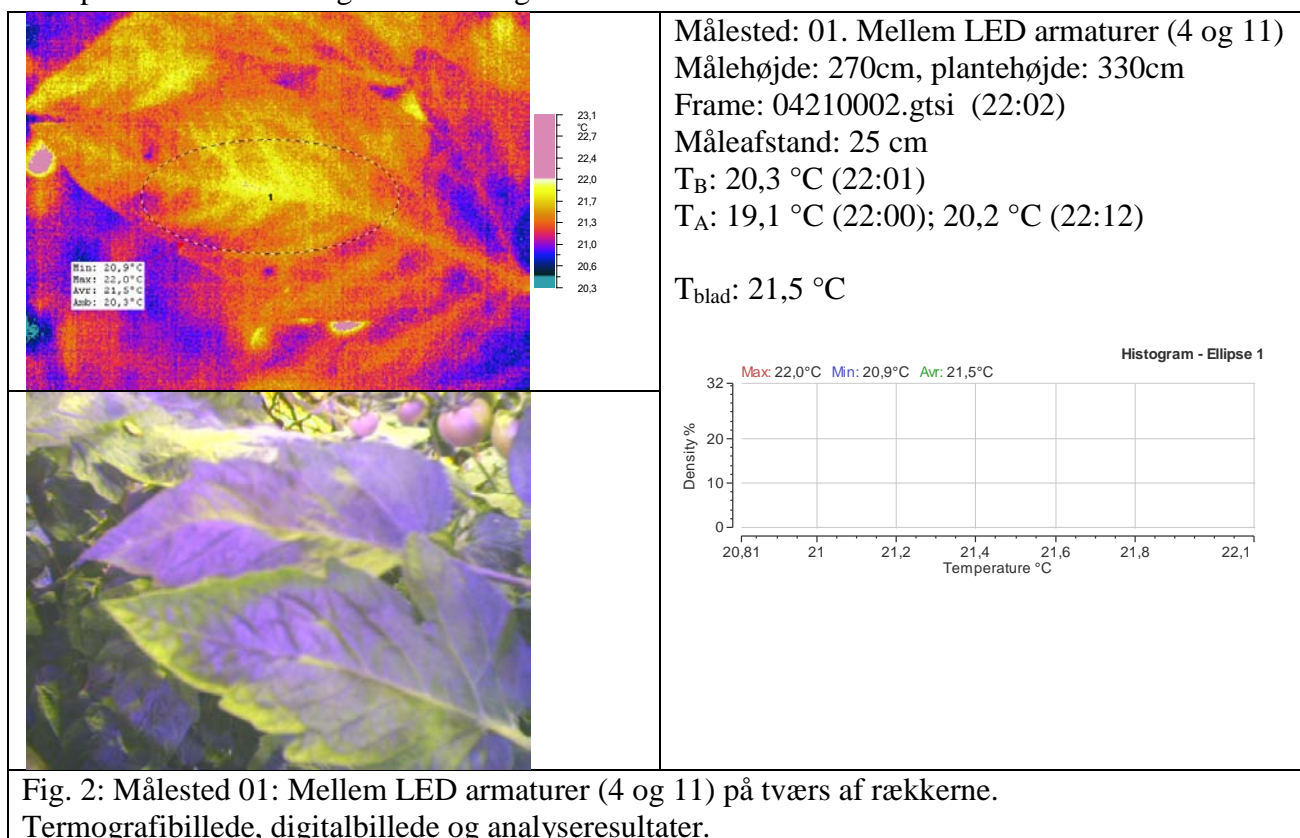 23,1
°C
22,7
22,4
22,0
21,7
21,3
21,0
20,6
20,3
1
Min: 20,9°C
Max: 22,0°C
Avr: 21,5°C
Amb: 20,3°C
Målested: 01. Mellem LED armaturer (4 og 11)
Målehøjde: 270cm, plantehøjde: 330cm
Frame: 04210002.gtsi (22:02)
Måleafstand: 25 cm
TB: 20,3 °C (22:01)
TA: 19,1 °C (22:00); 20,2 °C (22:12)
Tblad: 21,5 °C
Histogram - Ellipse 1
Max: 22,0°C Min: 20,9°C Avr: 21,5°C
32
20
10
0
Density %
20,81 21 21,2 21,4 21,6 21,8 22,1
Temperature °C
Fig. 2: Målested 01: Mellem LED armaturer (4 og 11) på tværs af rækkerne.
Termografibillede, digitalbillede og analyseresultater.